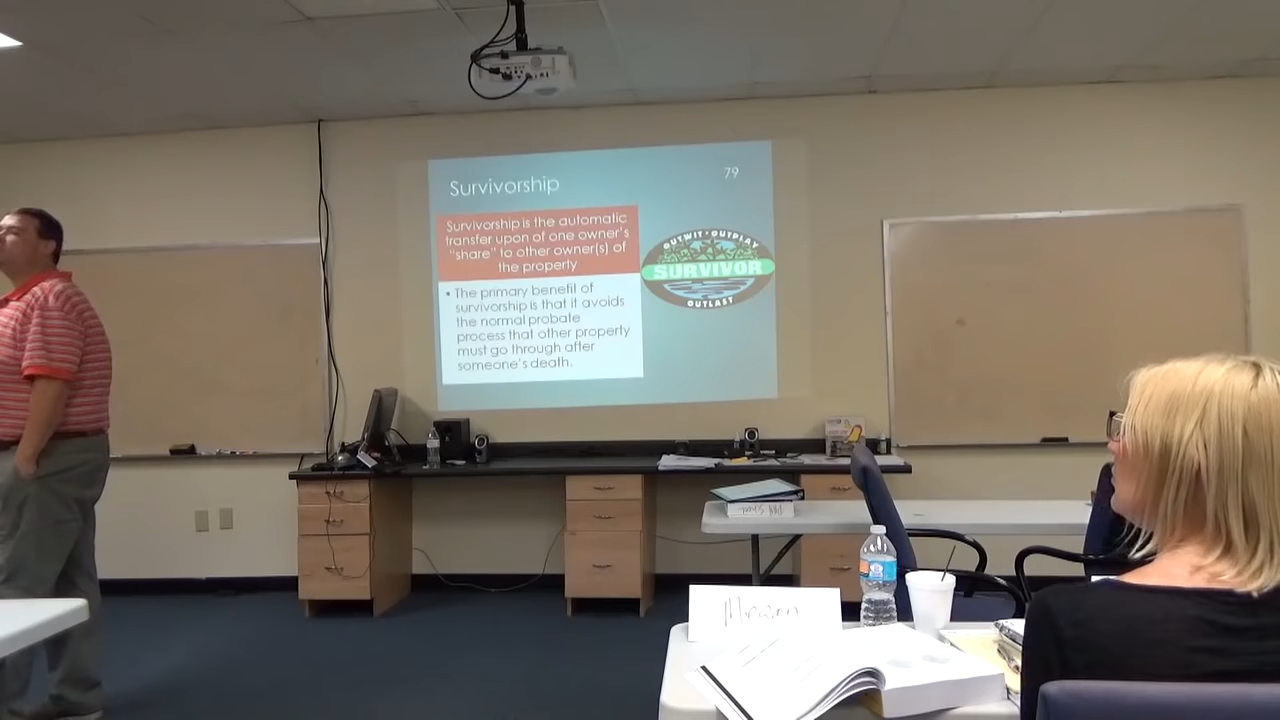 Survivorship
79
Survivorship is the automatic
transfer upon of one owner's
"share" to other owner(s) of
the property
• The primary benefit of
survivorship is that it avoids
the normal probate
process that other property
must go through after
someone's death.
OUTWIT • OUTPLAY
SURVIVOR
OUTLAST